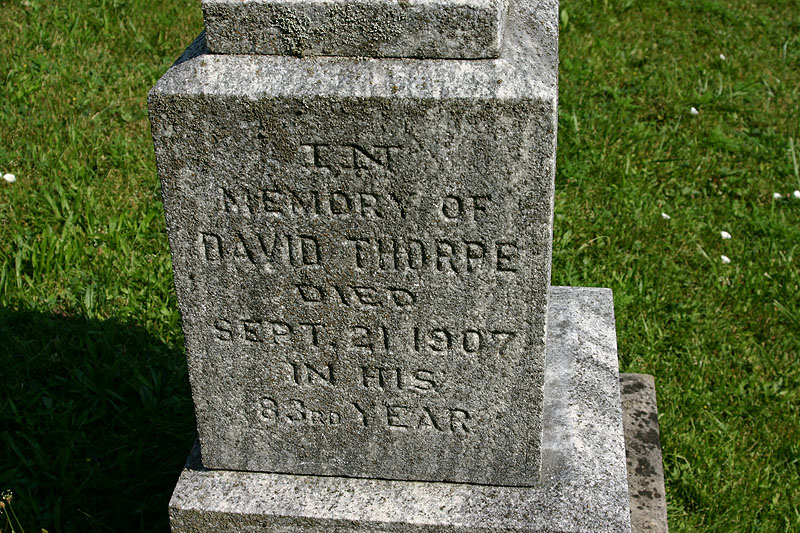 IN
MEMORY OF
DAVID THORPE
DIED
SEPT. 21 1907
IN HIS
83RD YEAR